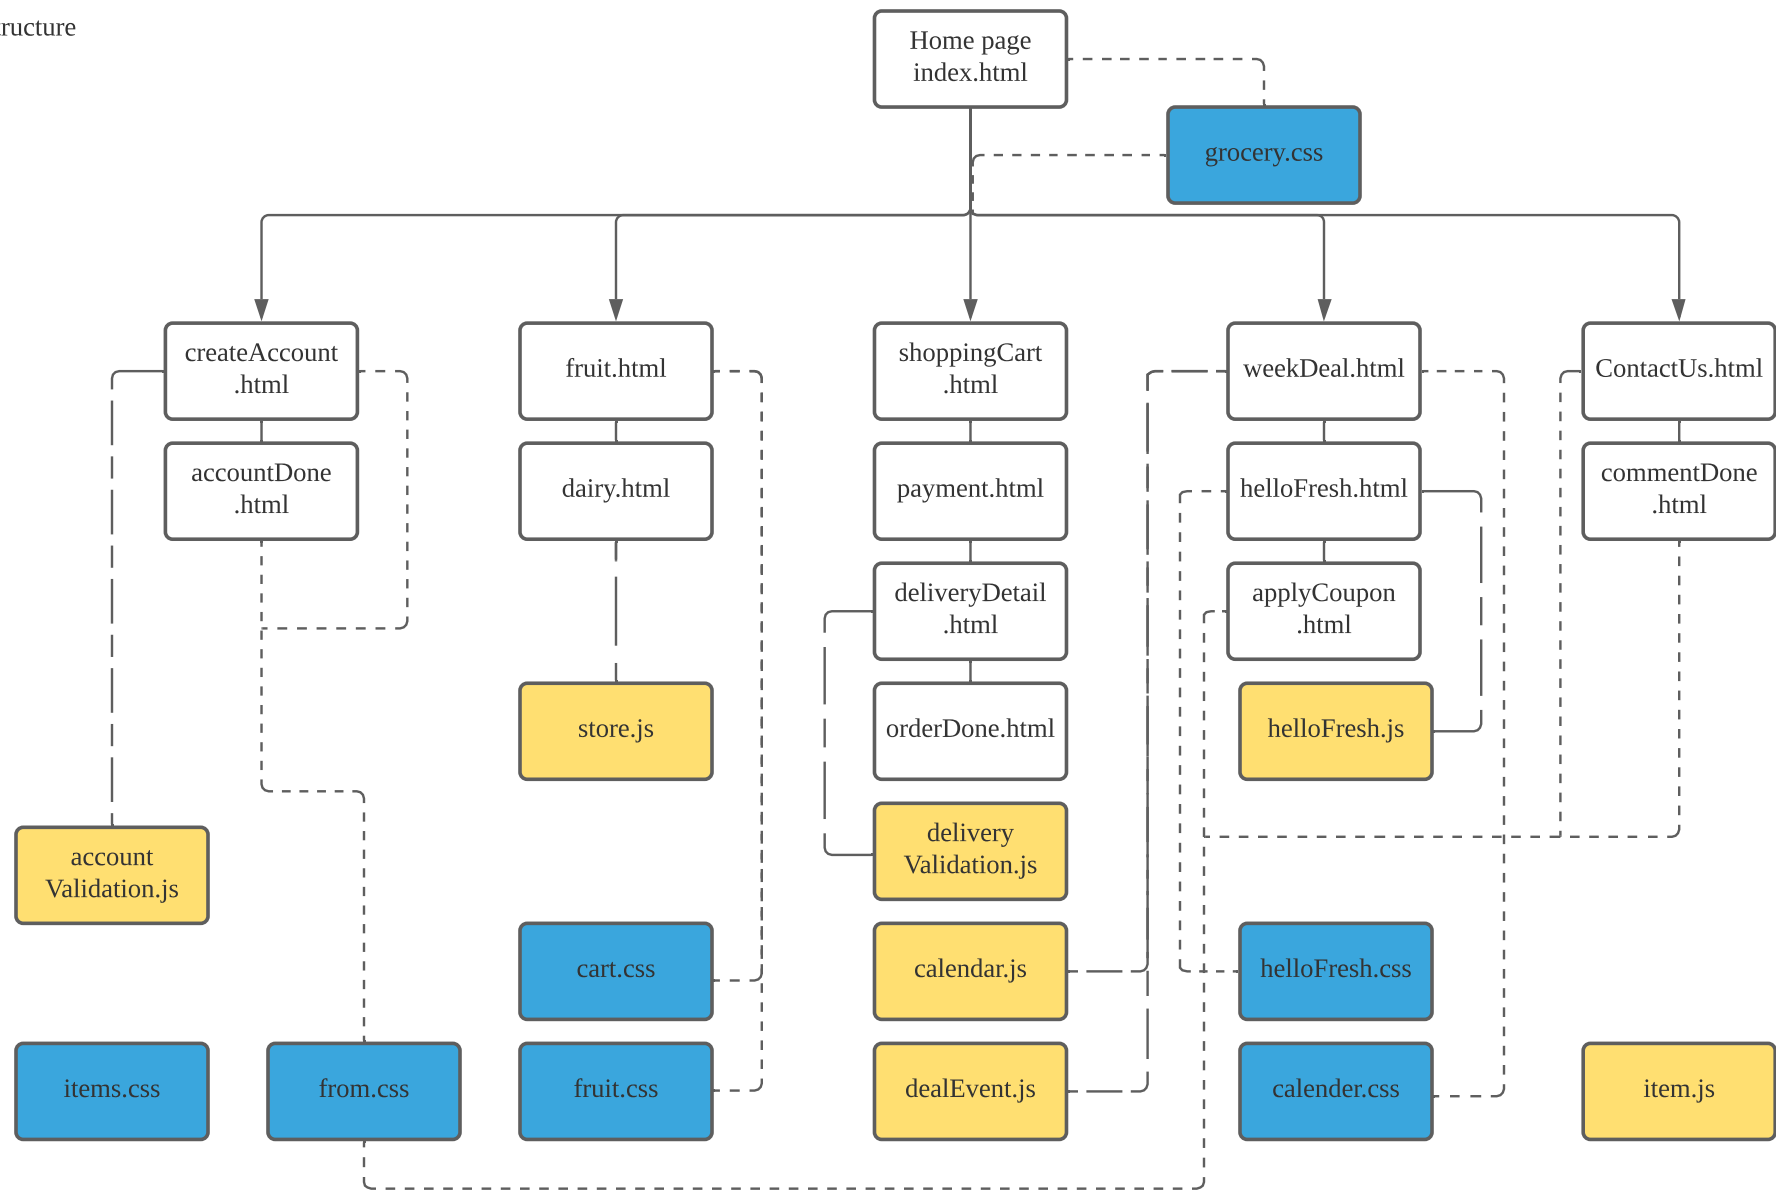 ructure
Home page
index.html
grocery.css
createAccount
.html
fruit.html
shoppingCart
.html
weekDeal.html
ContactUs.html
accountDone
.html
dairy.html
payment.html
helloFresh.html
commentDone
.html
deliveryDetail
.html
applyCoupon
.html
store.js
orderDone.html
helloFresh.js
account
Validation.js
delivery
Validation.js
cart.css
calendar.js
helloFresh.css
items.css
from.css
fruit.css
dealEvent.js
calender.css
item.js